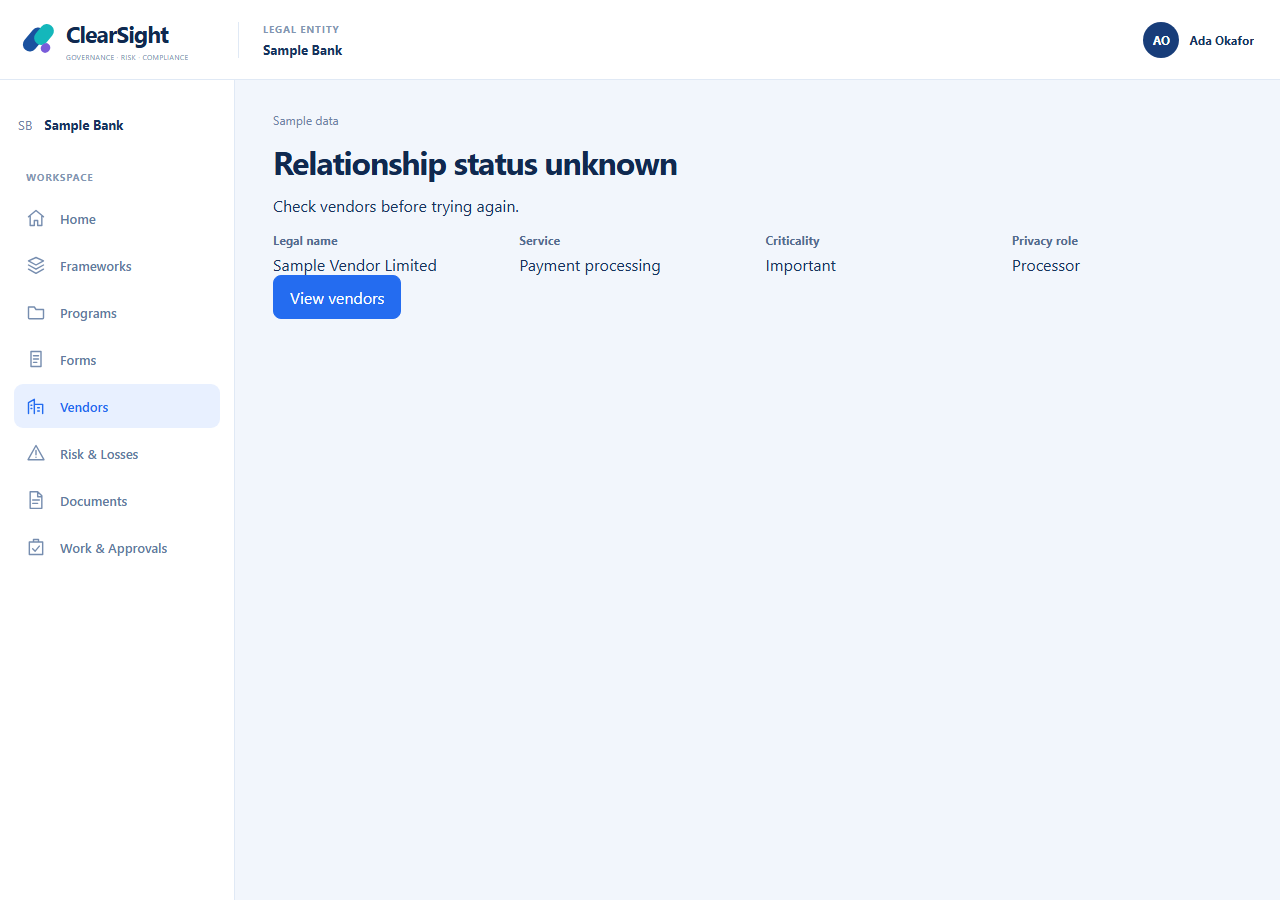 ClearSight
GOVERNANCE · RISK · COMPLIANCE
LEGAL ENTITY
Sample Bank
AO Ada Okafor
SB Sample Bank
WORKSPACE
Home
Frameworks
Programs
Forms
Vendors
Risk & Losses
Documents
Work & Approvals
Sample data
Relationship status unknown
Check vendors before trying again.
Legal name Service Criticality Privacy role
Sample Vendor Limited Payment processing Important Processor
View vendors